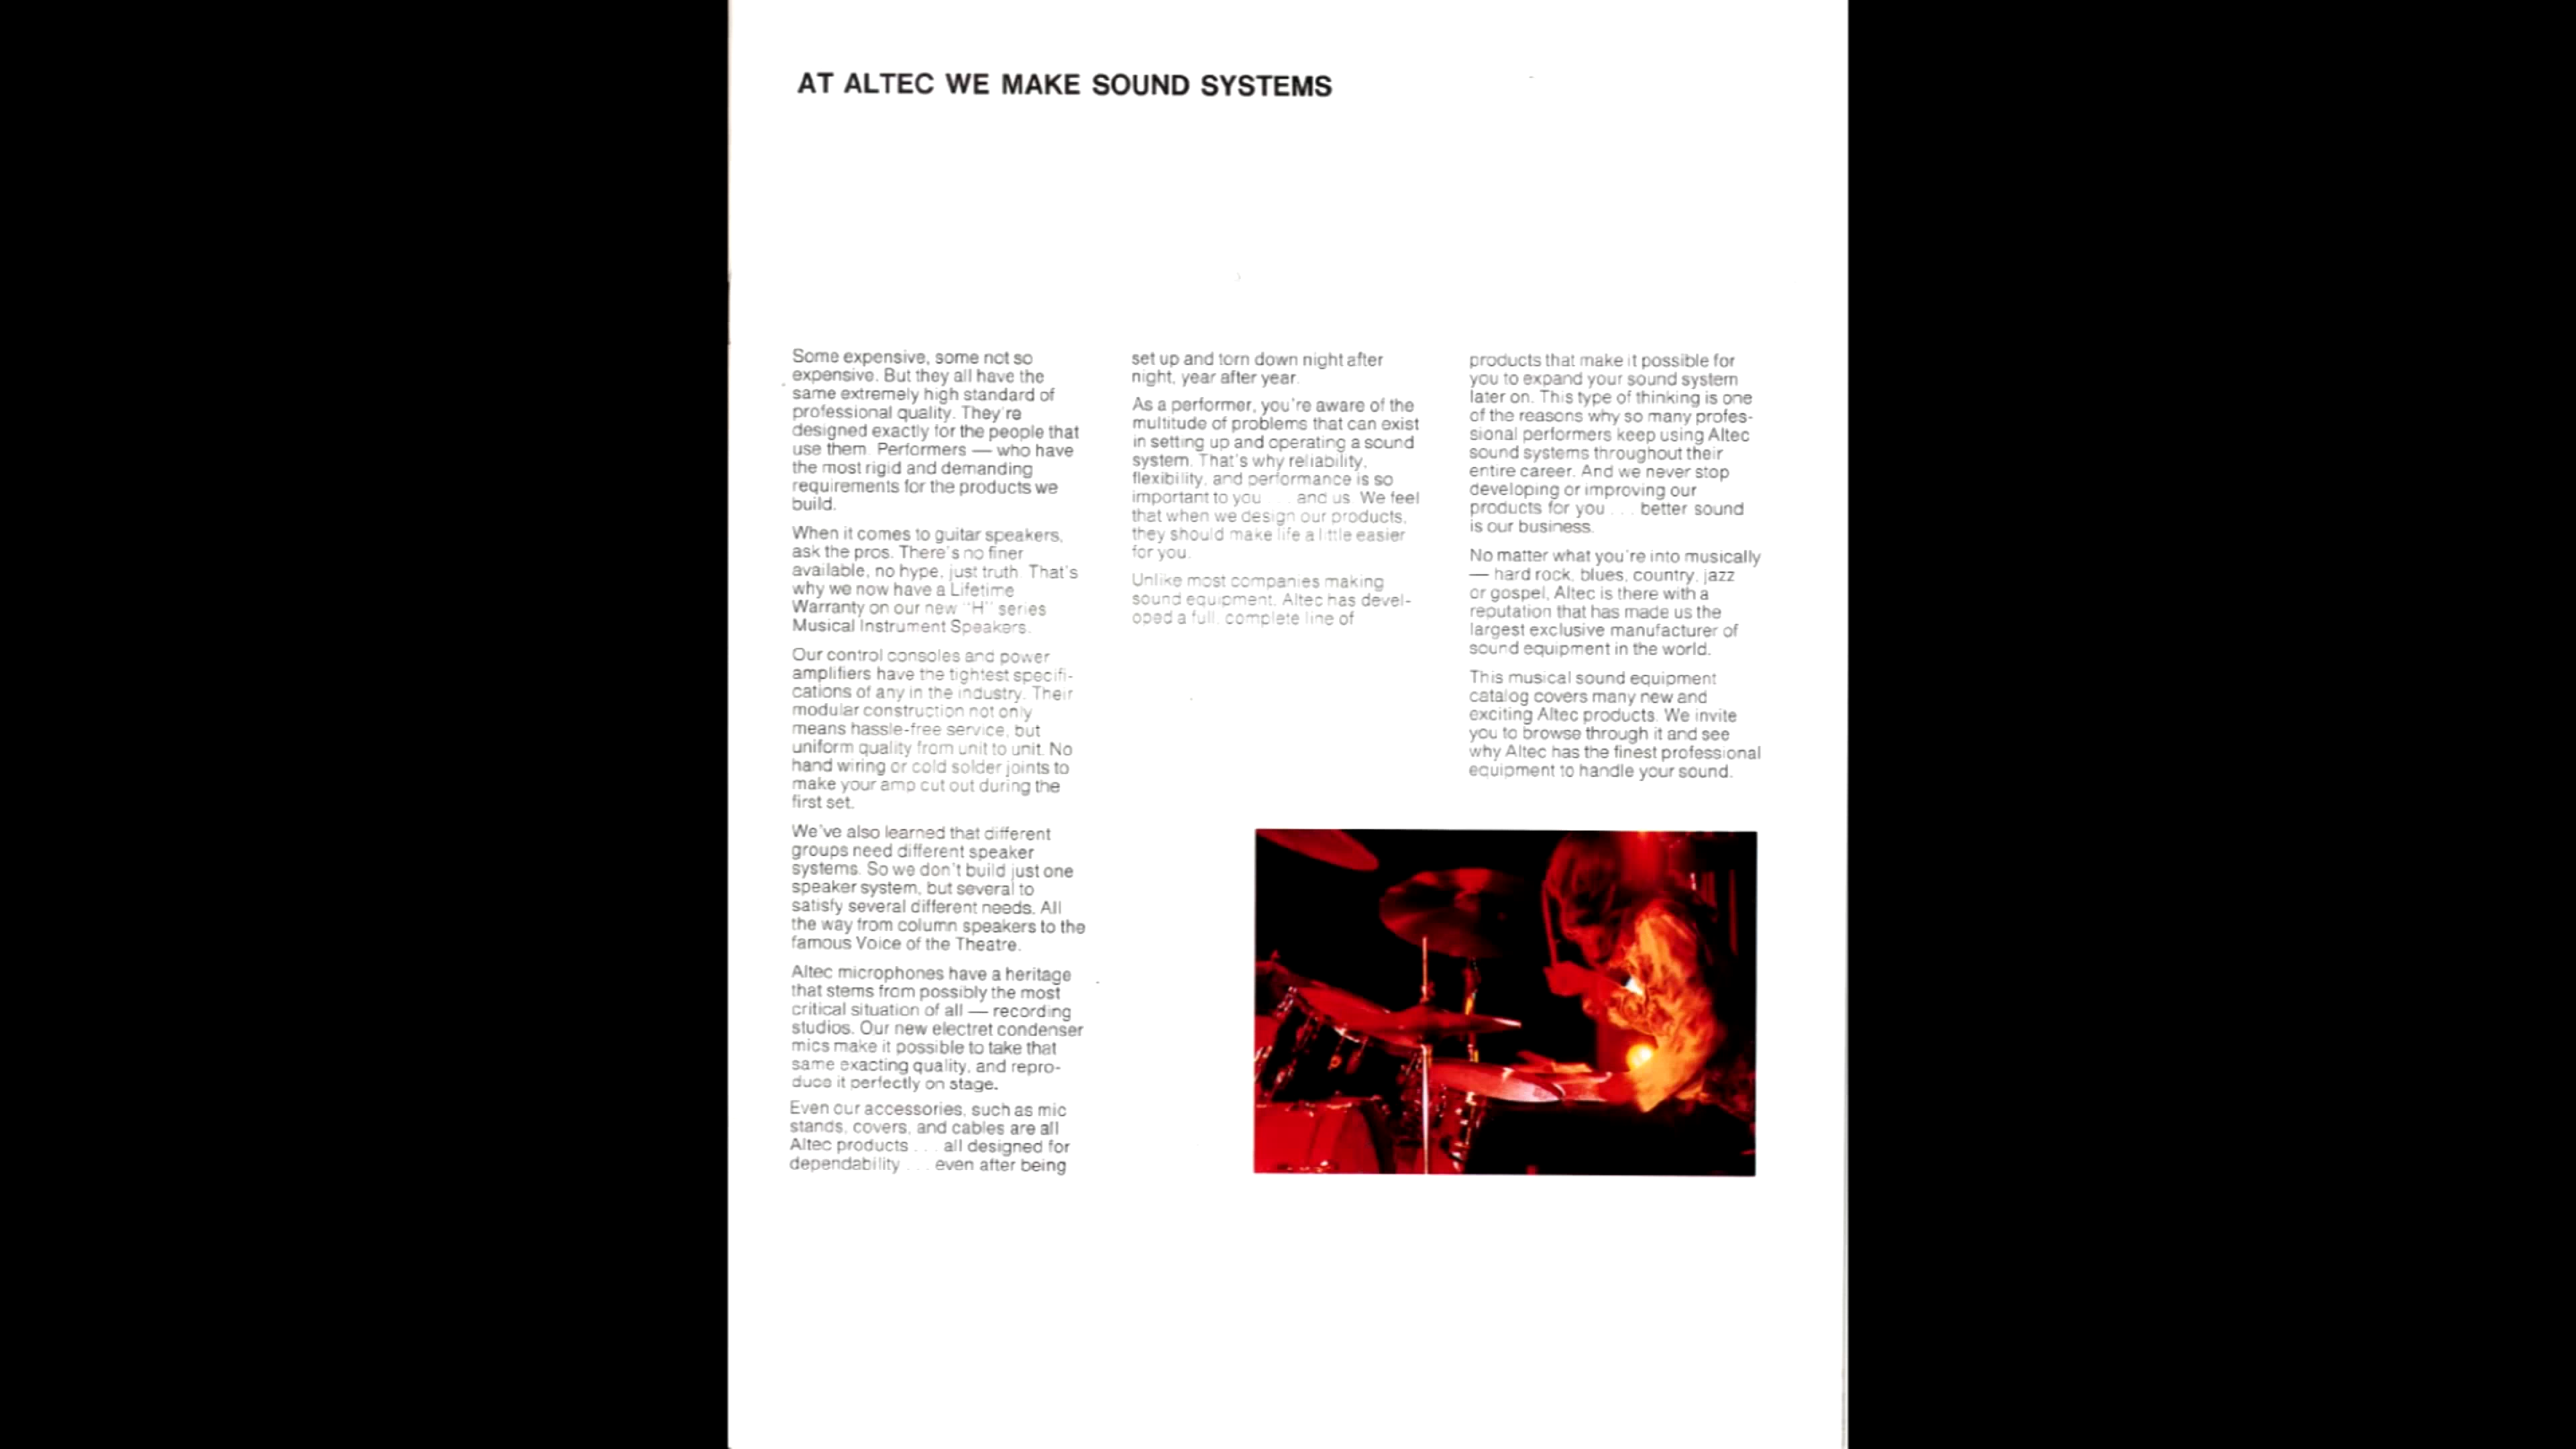 AT ALTEC WE MAKE SOUND SYSTEMS
Some expensive, some not so
expensive. But they all have the
same extremely high standard of
professional quality. They're
designed exactly for the people that
use them. Performers — who have
the most rigid and demanding
requirements for the products we
build.
When it comes to guitar speakers,
ask the pros. There's no finer
available, no hype, just truth. That's
why we now have a Lifetime
Warranty on our new "H" series
Musical Instrument Speakers.
Our control consoles and power
amplifiers have the tightest specifi-
cations of any in the industry. Their
modular construction not only
means hassle-free service, but
uniform quality from unit to unit. No
hand wiring or cold solder joints to
make your amp cut out during the
first set.
We've also learned that different
groups need different speaker
systems. So we don't build just one
speaker system, but several to
satisfy several different needs. All
the way from column speakers to the
famous Voice of the Theatre.
Altec microphones have a heritage
that stems from possibly the most
critical situation of all — recording
studios. Our new electret condenser
mics make it possible to take that
same exacting quality, and repro-
duce it perfectly on stage.
Even our accessories, such as mic
stands, covers, and cables are all
Altec products . . . all designed for
dependability . . . even after being
set up and torn down night after
night, year after year.
As a performer, you're aware of the
multitude of problems that can exist
in setting up and operating a sound
system. That's why reliability,
flexibility, and performance is so
important to you . . . and us. We feel
that when we design our products,
they should make life a little easier
for you.
Unlike most companies making
sound equipment, Altec has devel-
oped a full, complete line of
products that make it possible for
you to expand your sound system
later on. This type of thinking is one
of the reasons why so many profes-
sional performers keep using Altec
sound systems throughout their
entire career. And we never stop
developing or improving our
products for you . . . better sound
is our business.
No matter what you're into musically
— hard rock, blues, country, jazz
or gospel, Altec is there with a
reputation that has made us the
largest exclusive manufacturer of
sound equipment in the world.
This musical sound equipment
catalog covers many new and
exciting Altec products. We invite
you to browse through it and see
why Altec has the finest professional
equipment to handle your sound.